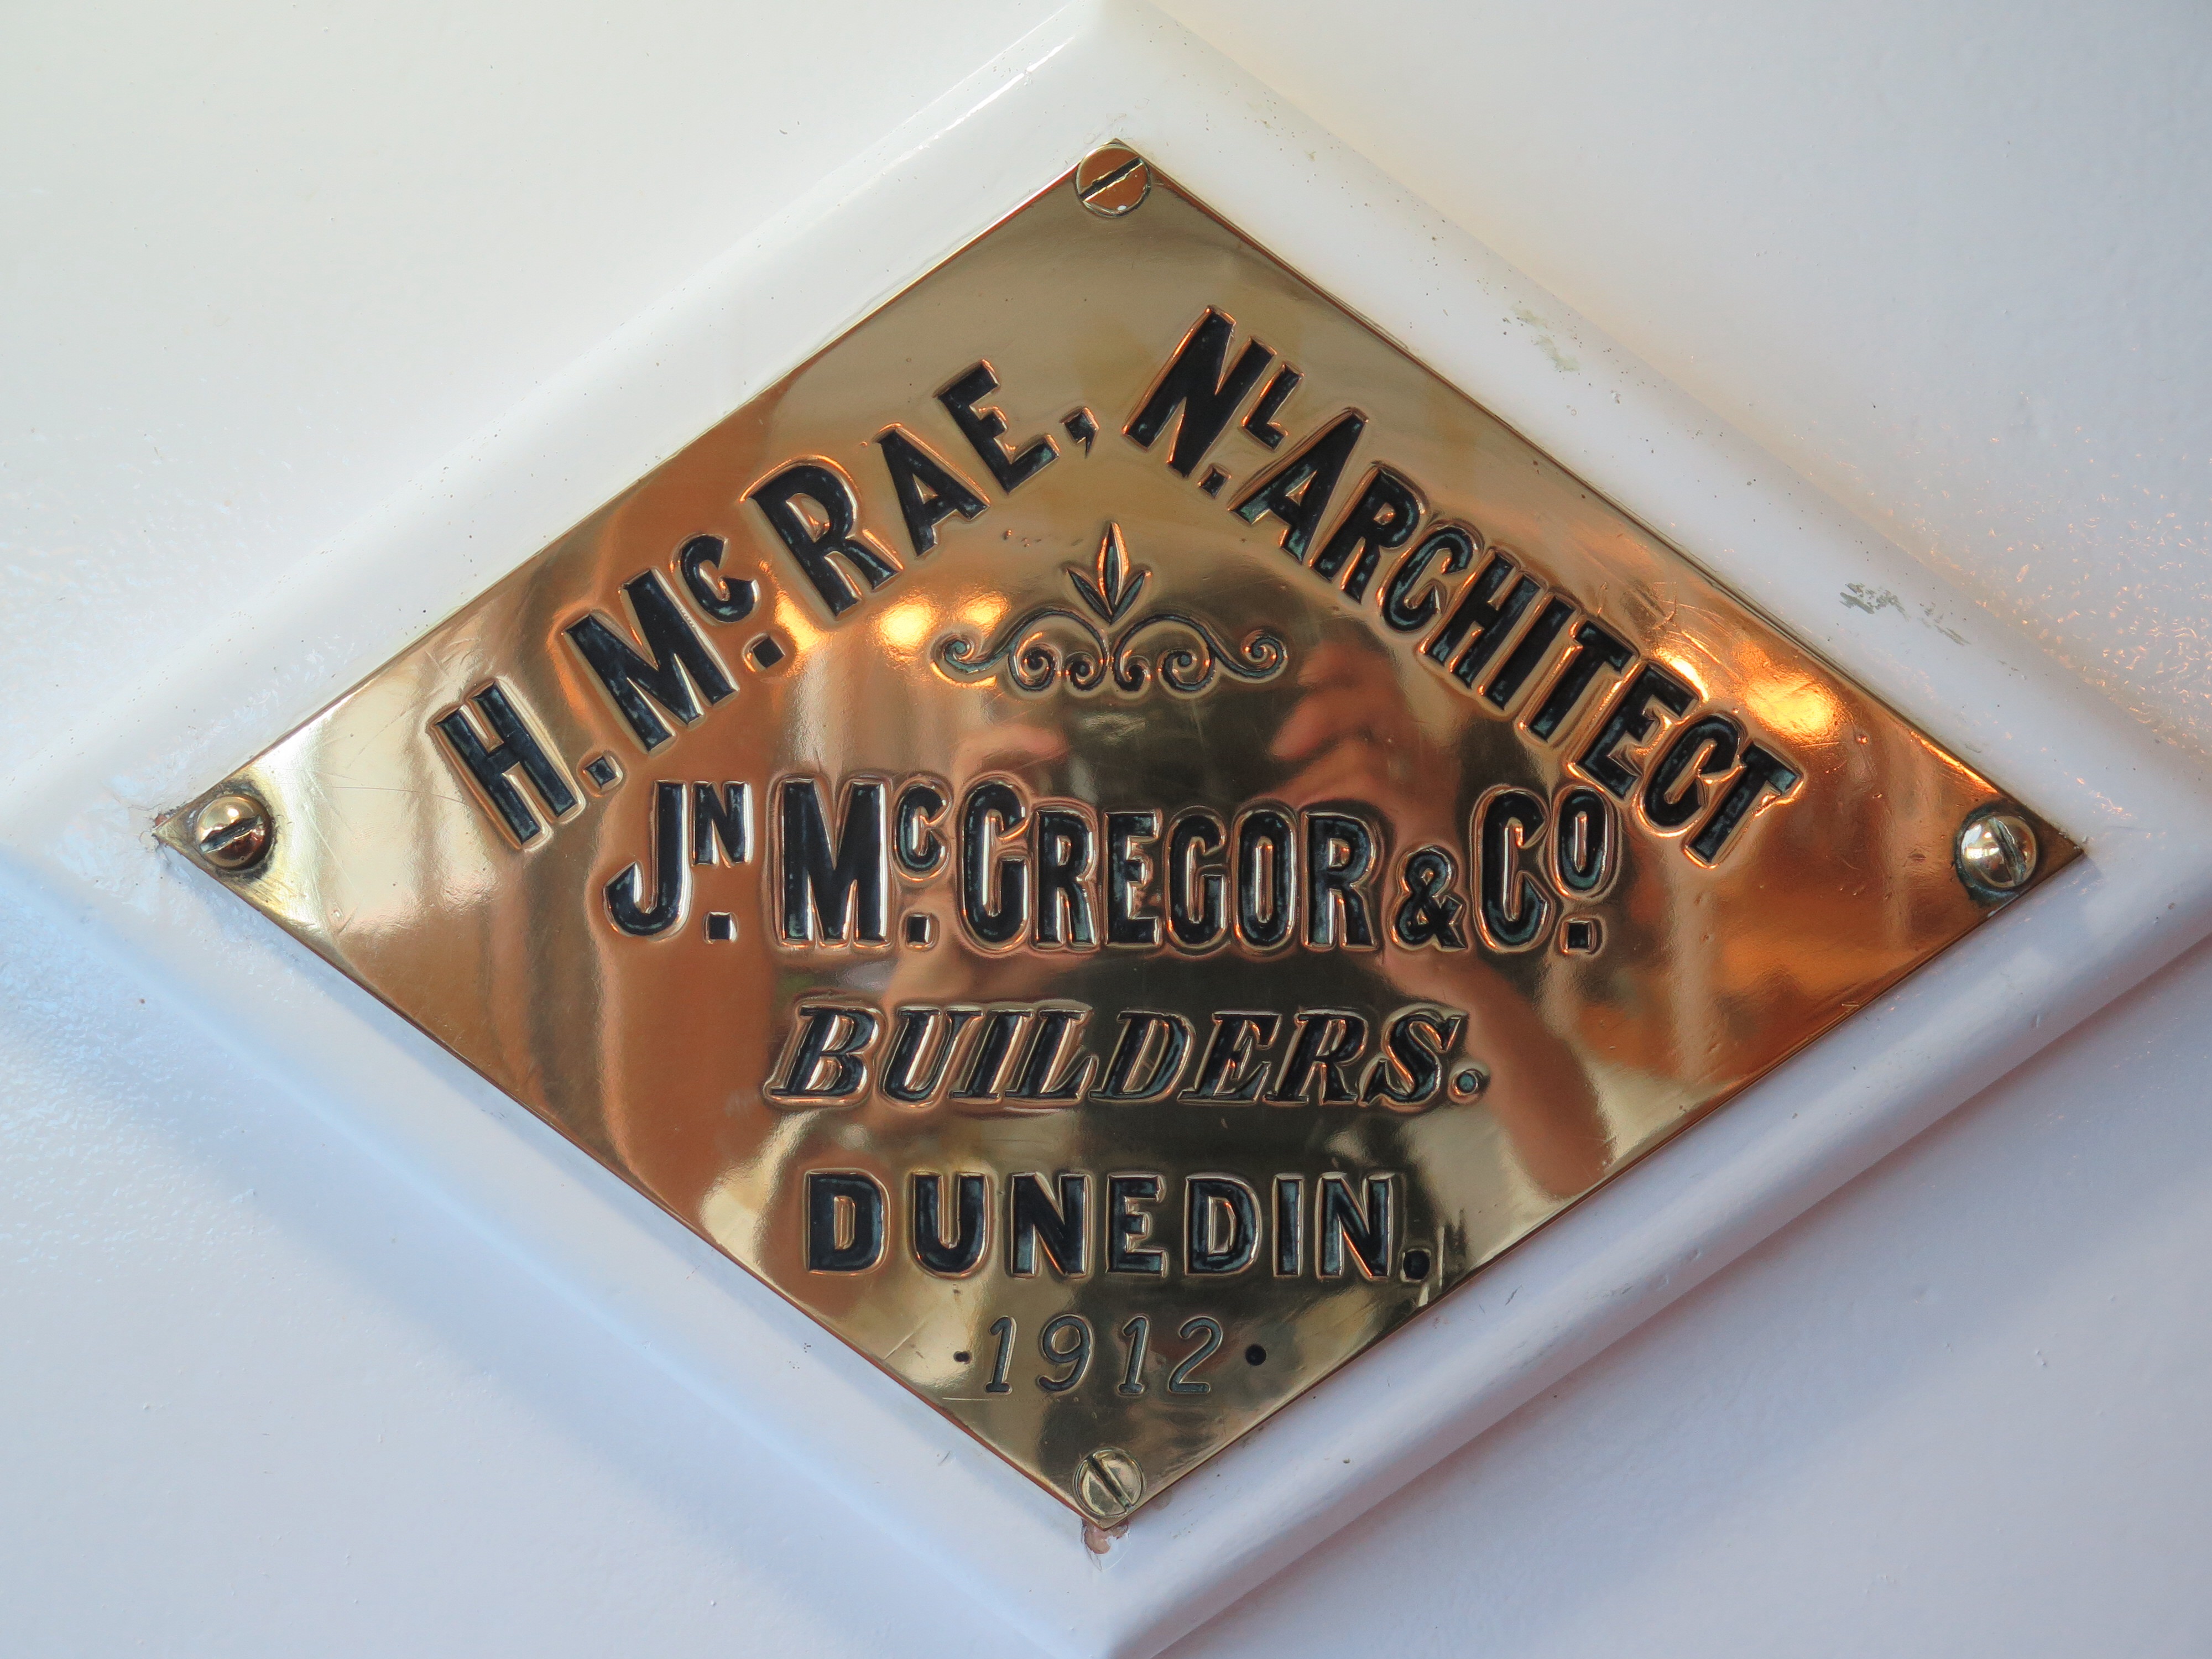 H. Mc. RAE, NL. ARCHITECT
JN. Mc. GREGOR & Co.
BUILDERS.
DUNEDIN.
· 1912 ·